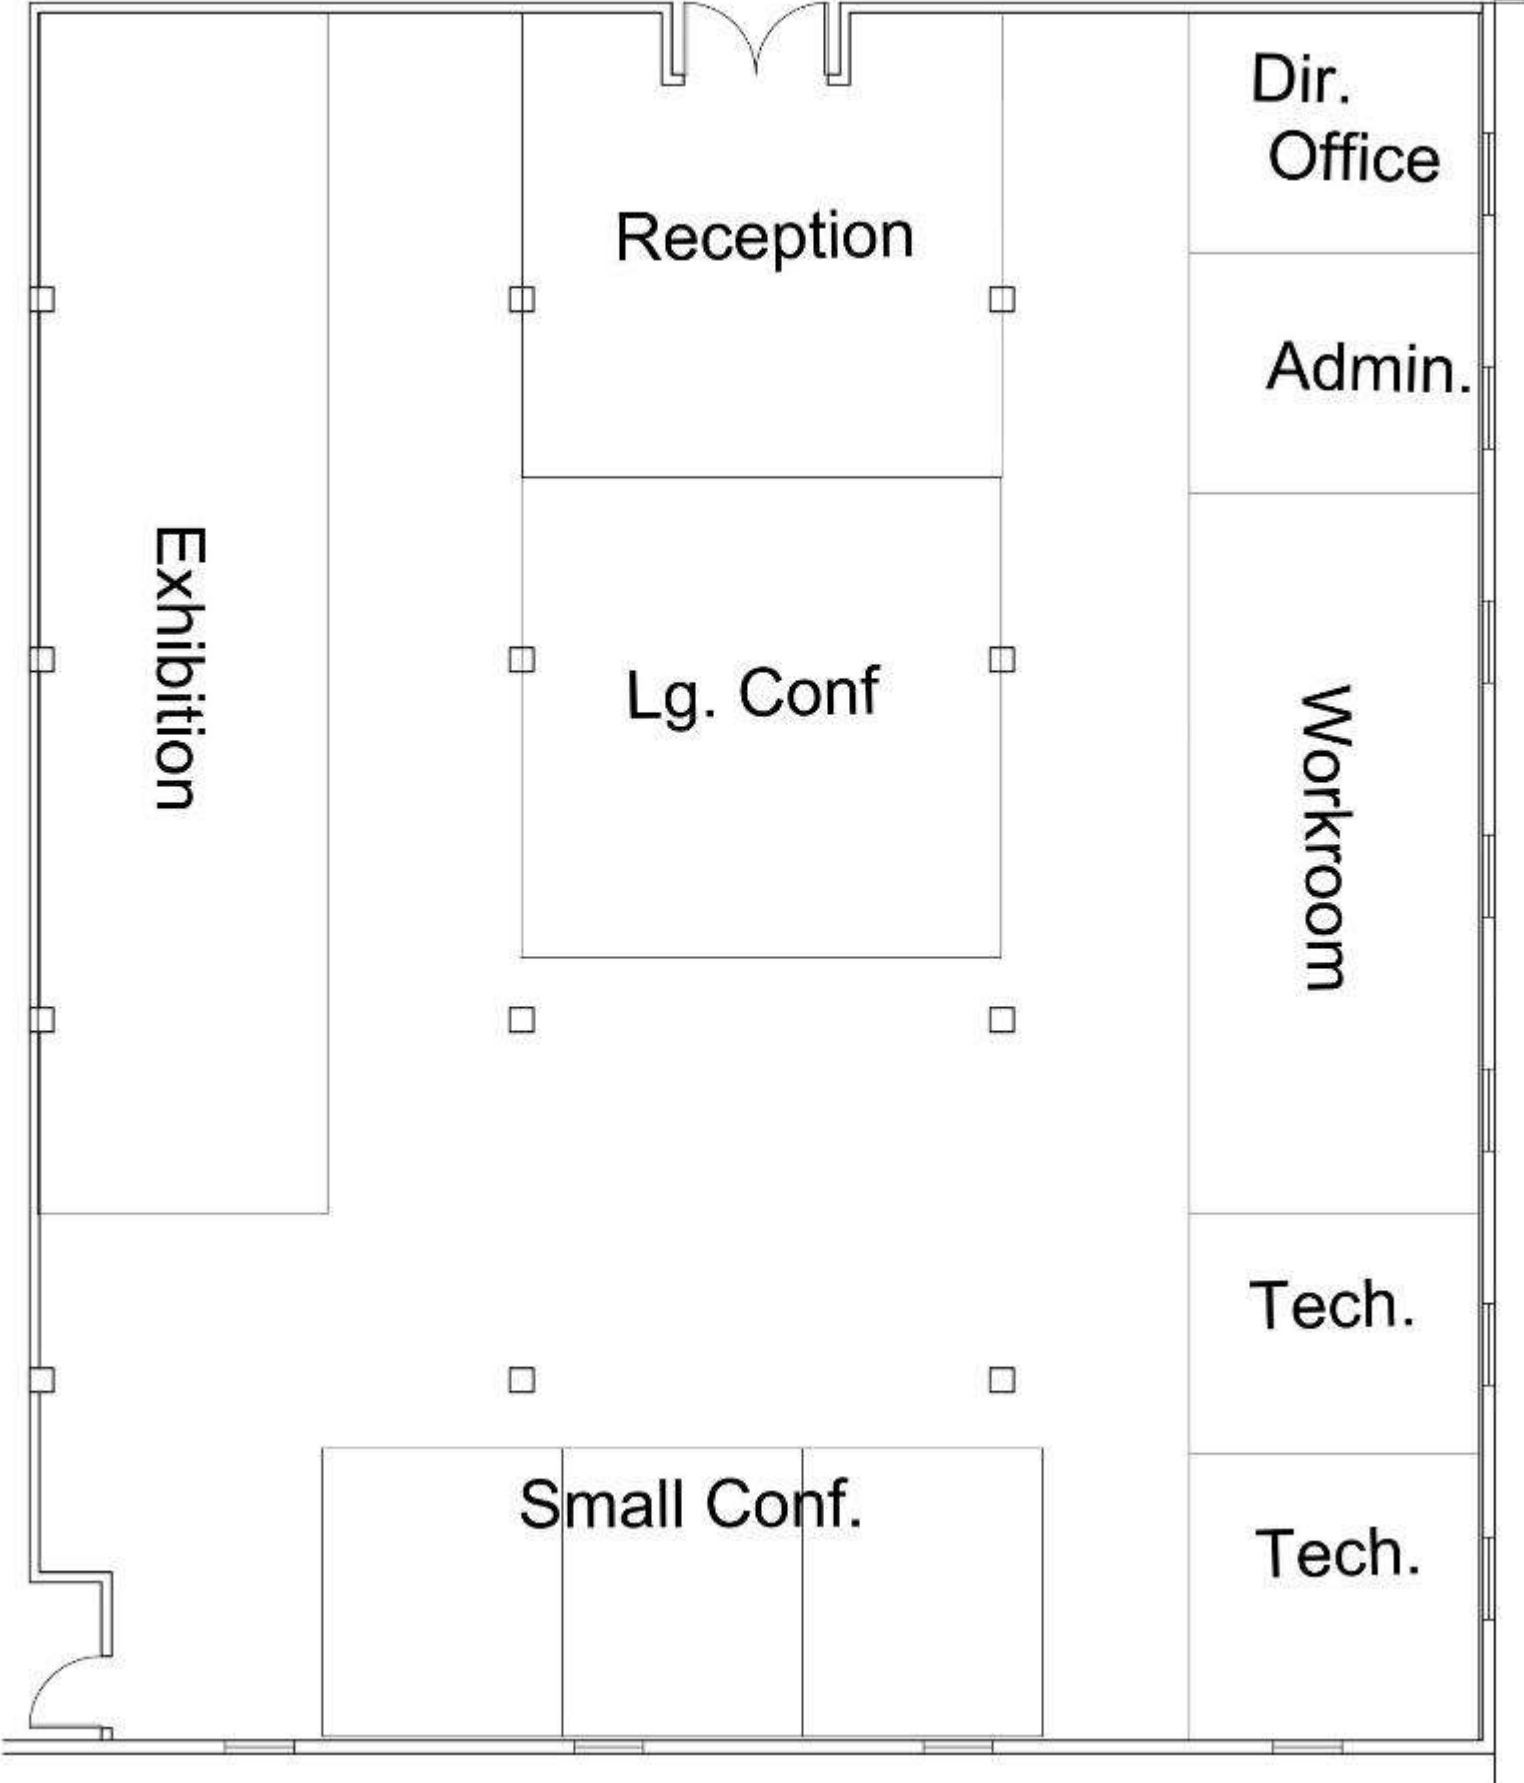 Dir.
Office
Reception
Admin.
Exhibition
Lg. Conf
Workroom
Tech.
Small Conf.
Tech.